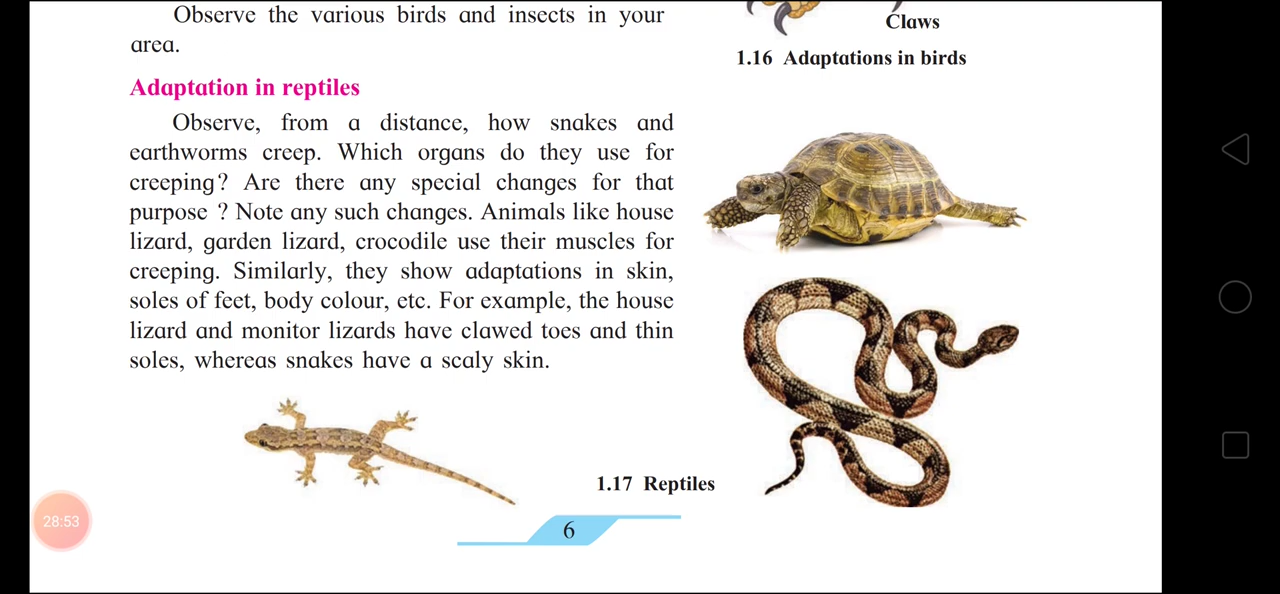 Observe the various birds and insects in your
area.
Claws
1.16 Adaptations in birds
Adaptation in reptiles
Observe, from a distance, how snakes and
earthworms creep. Which organs do they use for
creeping? Are there any special changes for that
purpose ? Note any such changes. Animals like house
lizard, garden lizard, crocodile use their muscles for
creeping. Similarly, they show adaptations in skin,
soles of feet, body colour, etc. For example, the house
lizard and monitor lizards have clawed toes and thin
soles, whereas snakes have a scaly skin.
1.17 Reptiles
28:53
6